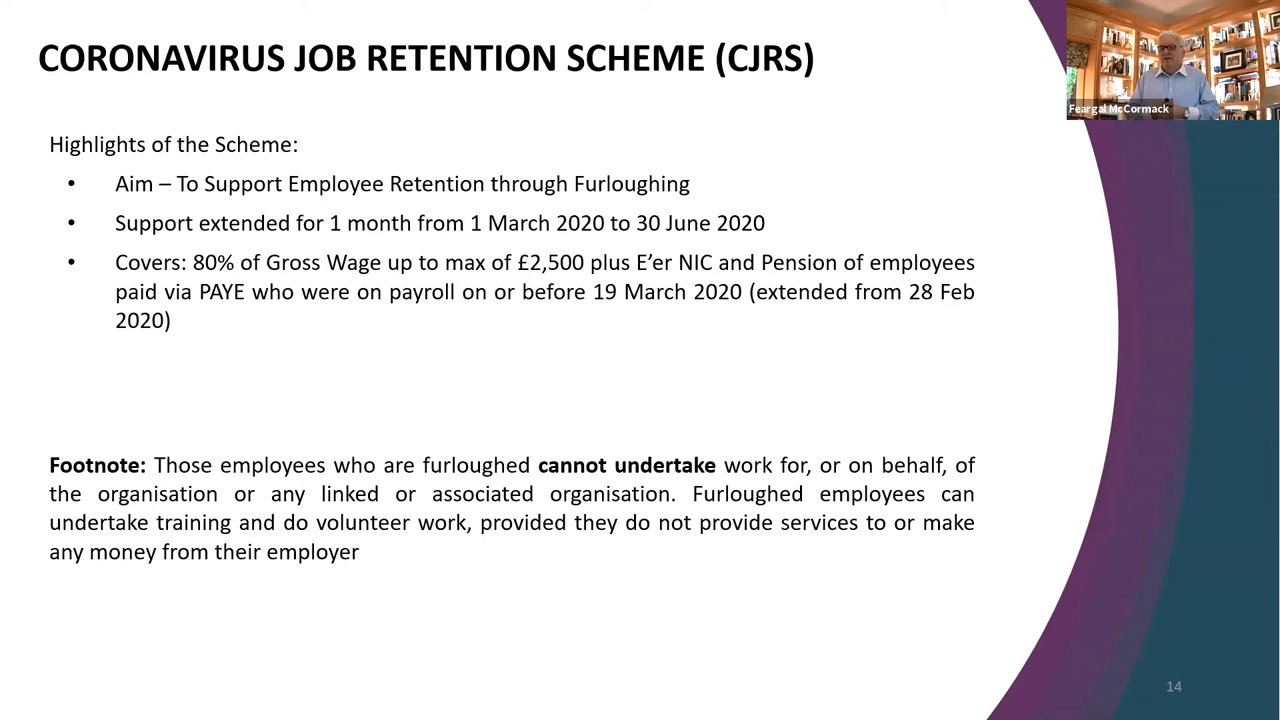 CORONAVIRUS JOB RETENTION SCHEME (CJRS)
Feargal McCormack
Highlights of the Scheme:
• Aim – To Support Employee Retention through Furloughing
• Support extended for 1 month from 1 March 2020 to 30 June 2020
• Covers: 80% of Gross Wage up to max of £2,500 plus E’er NIC and Pension of employees
paid via PAYE who were on payroll on or before 19 March 2020 (extended from 28 Feb
2020)
Footnote: Those employees who are furloughed cannot undertake work for, or on behalf, of
the organisation or any linked or associated organisation. Furloughed employees can
undertake training and do volunteer work, provided they do not provide services to or make
any money from their employer
14